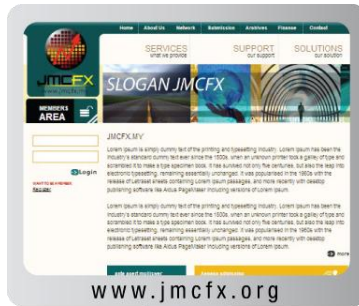 Home About Us Network Submission Archives Finance Contact
SERVICES SUPPORT SOLUTIONS
what we provide our support our solution
JMCFX
www.jmcfx.my
SLOGAN JMCFX
MEMBERS
AREA
JMCFX.MY
Lorem Ipsum is simply dummy text of the printing and typesetting industry. Lorem Ipsum has been the
industry's standard dummy text ever since the 1500s, when an unknown printer took a galley of type and
scrambled it to make a type specimen book. It has survived not only five centuries, but also the leap into
electronic typesetting, remaining essentially unchanged. It was popularised in the 1960s with the
release of Letraset sheets containing Lorem Ipsum passages, and more recently with desktop
publishing software like Aldus PageMaker including versions of Lorem Ipsum.
Login
Register
Lorem Ipsum is simply dummy text of the printing and typesetting industry. Lorem Ipsum has been the
industry's standard dummy text ever since the 1500s, when an unknown printer took a galley of type and
scrambled it to make a type specimen book. It has survived not only five centuries, but also the leap into
electronic typesetting, remaining essentially unchanged. It was popularised in the 1960s with the
release of Letraset sheets containing Lorem Ipsum passages, and more recently with desktop
publishing software like Aldus PageMaker including versions of Lorem Ipsum.
more
www.jmcfx.org